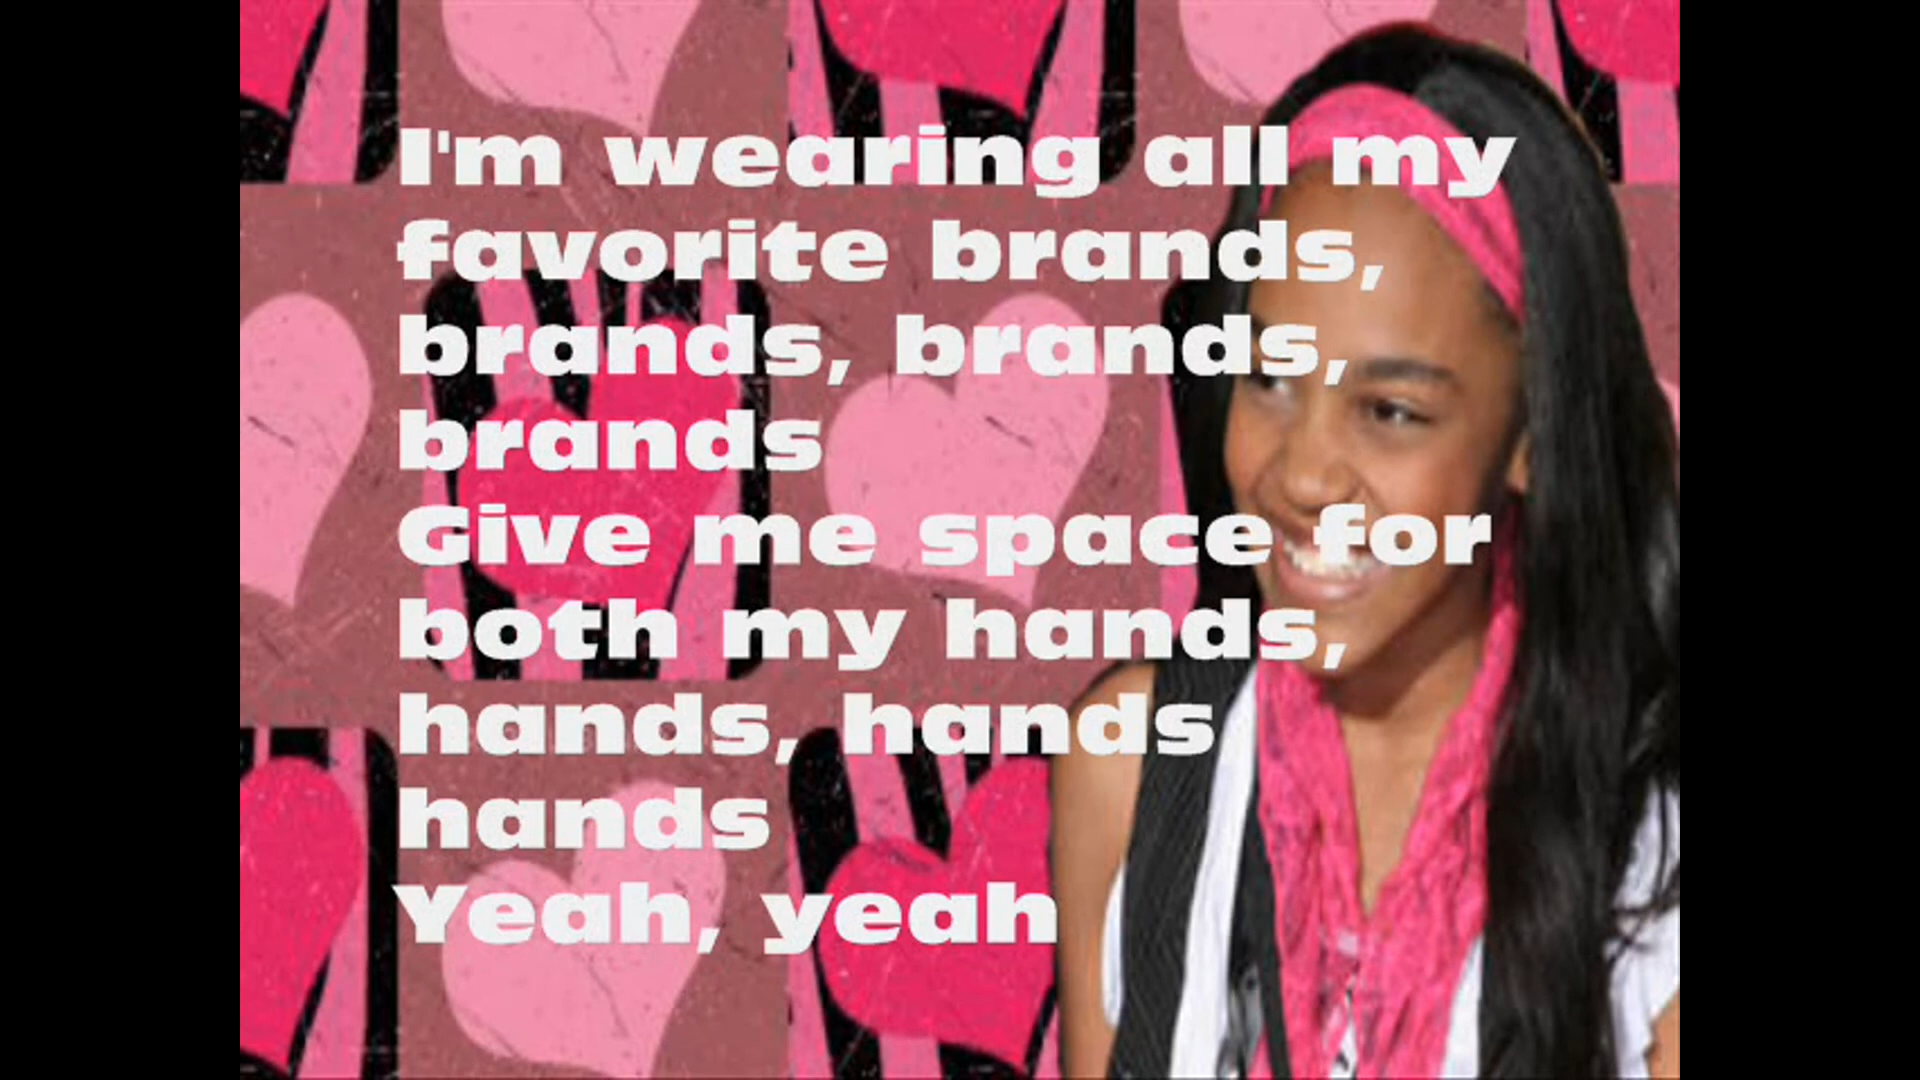 I'm wearing all my
favorite brands,
brands, brands,
brands
Give me space for
both my hands,
hands, hands
hands
Yeah, yeah